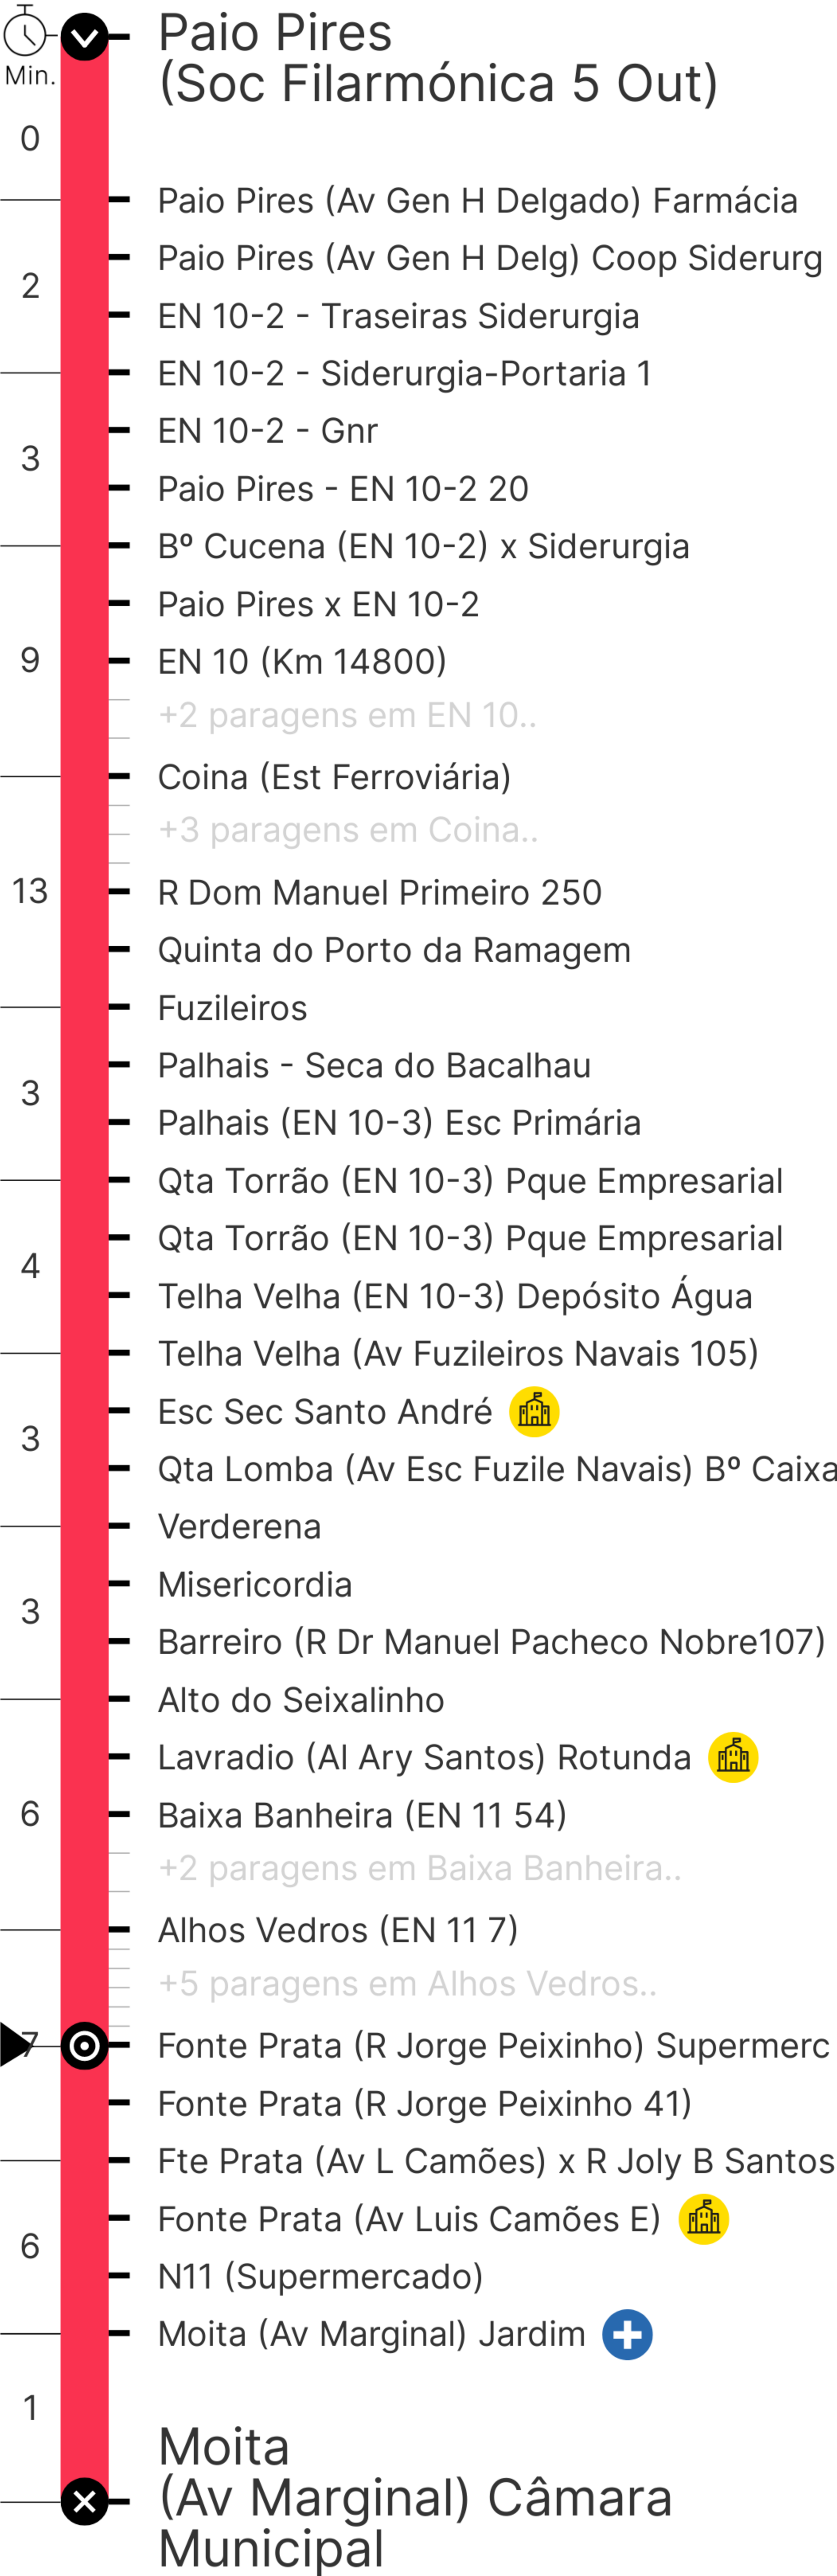 Paio Pires
(Soc Filarmónica 5 Out)
Min.
0
Paio Pires (Av Gen H Delgado) Farmácia
Paio Pires (Av Gen H Delg) Coop Siderurg
2
EN 10-2 - Traseiras Siderurgia
EN 10-2 - Siderurgia-Portaria 1
EN 10-2 - Gnr
3
Paio Pires - EN 10-2 20
Bº Cucena (EN 10-2) x Siderurgia
Paio Pires x EN 10-2
9
EN 10 (Km 14800)
+2 paragens em EN 10..
Coina (Est Ferroviária)
+3 paragens em Coina..
13
R Dom Manuel Primeiro 250
Quinta do Porto da Ramagem
Fuzileiros
Palhais - Seca do Bacalhau
3
Palhais (EN 10-3) Esc Primária
Qta Torrão (EN 10-3) Pque Empresarial
Qta Torrão (EN 10-3) Pque Empresarial
4
Telha Velha (EN 10-3) Depósito Água
Telha Velha (Av Fuzileiros Navais 105)
Esc Sec Santo André
3
Qta Lomba (Av Esc Fuzile Navais) Bº Caixa
Verderena
Misericordia
3
Barreiro (R Dr Manuel Pacheco Nobre107)
Alto do Seixalinho
Lavradio (Al Ary Santos) Rotunda
6
Baixa Banheira (EN 11 54)
+2 paragens em Baixa Banheira..
Alhos Vedros (EN 11 7)
+5 paragens em Alhos Vedros..
7
Fonte Prata (R Jorge Peixinho) Supermerc
Fonte Prata (R Jorge Peixinho 41)
Fte Prata (Av L Camões) x R Joly B Santos
Fonte Prata (Av Luis Camões E)
6
N11 (Supermercado)
Moita (Av Marginal) Jardim
1
Moita
(Av Marginal) Câmara
Municipal